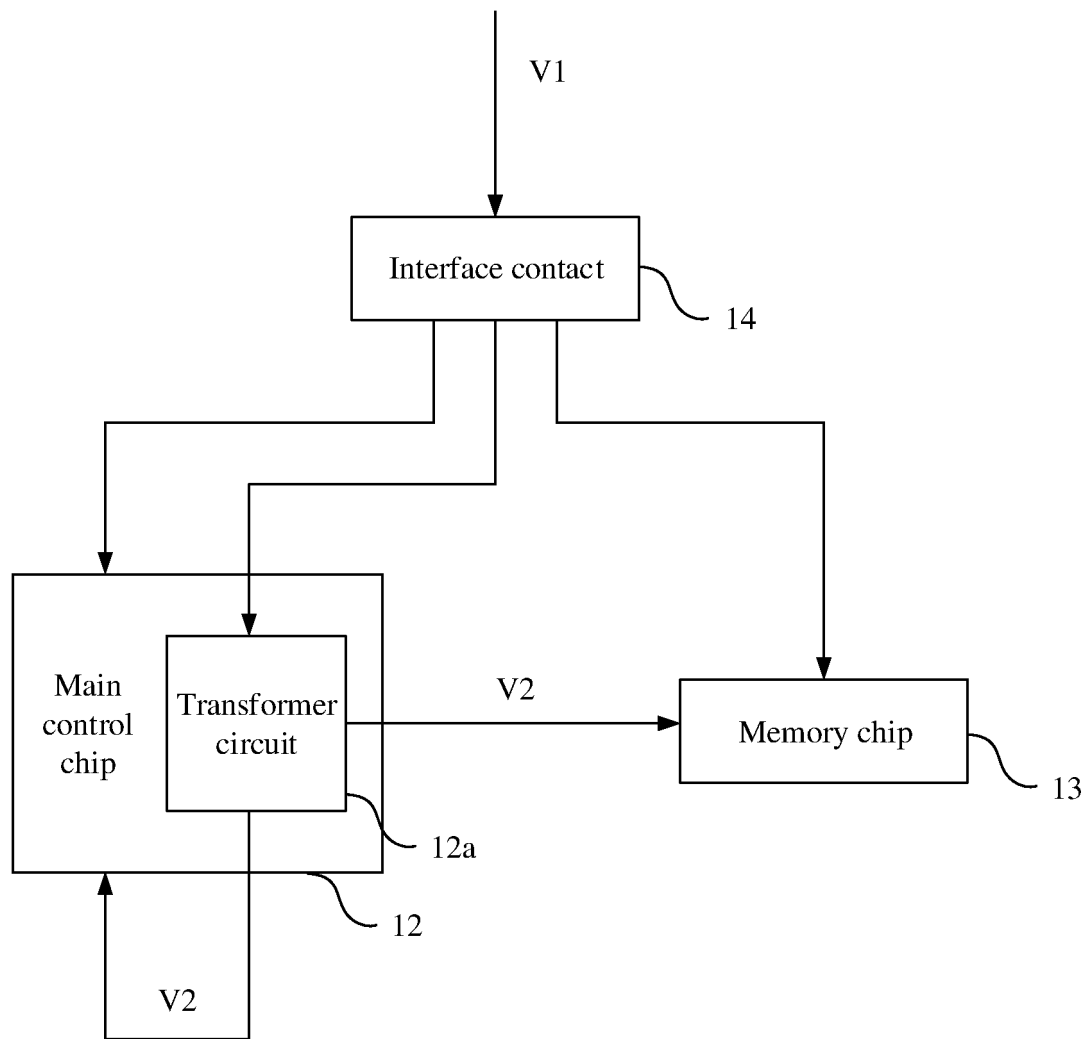 V1
Interface contact
14
Main
control
chip
Transformer
circuit
V2
Memory chip
13
12a
12
V2